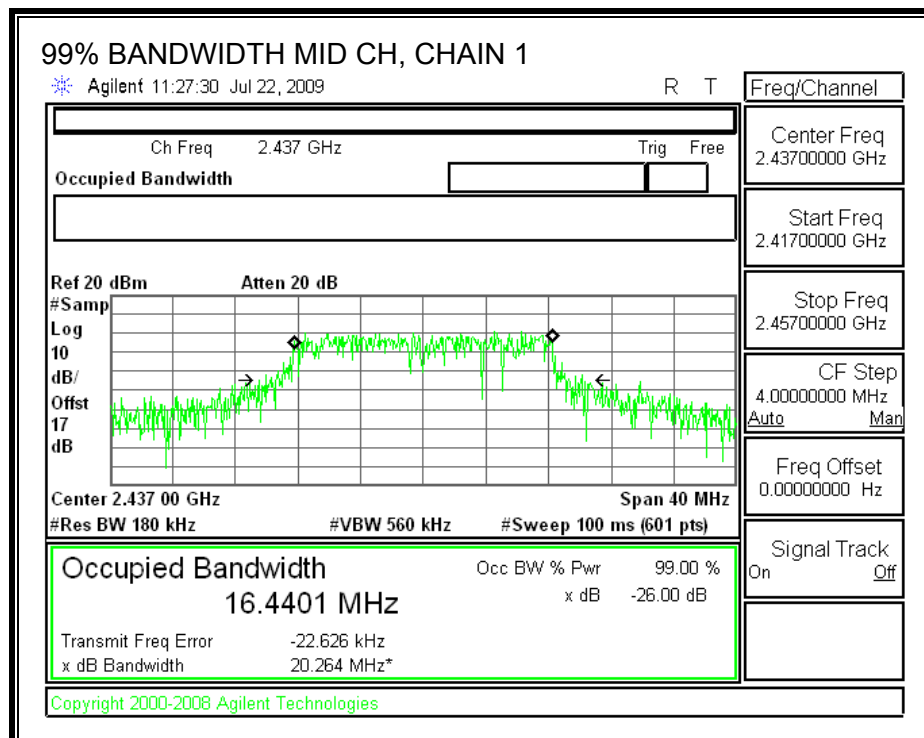 99% BANDWIDTH MID CH, CHAIN 1
Agilent 11:27:30 Jul 22, 2009 R T
Freq/Channel
Ch Freq 2.437 GHz Trig Free
Occupied Bandwidth
Center Freq
2.43700000 GHz
Start Freq
2.41700000 GHz
Stop Freq
2.45700000 GHz
CF Step
4.00000000 MHz
Auto Man
Freq Offset
0.00000000 Hz
Signal Track
On Off
Ref 20 dBm Atten 20 dB
#Samp
Log
10
dB/
Offst
17
dB
Center 2.437 00 GHz Span 40 MHz
#Res BW 180 kHz #VBW 560 kHz #Sweep 100 ms (601 pts)
Occupied Bandwidth Occ BW % Pwr 99.00 %
16.4401 MHz x dB -26.00 dB
Transmit Freq Error -22.626 kHz
x dB Bandwidth 20.264 MHz*
Copyright 2000-2008 Agilent Technologies